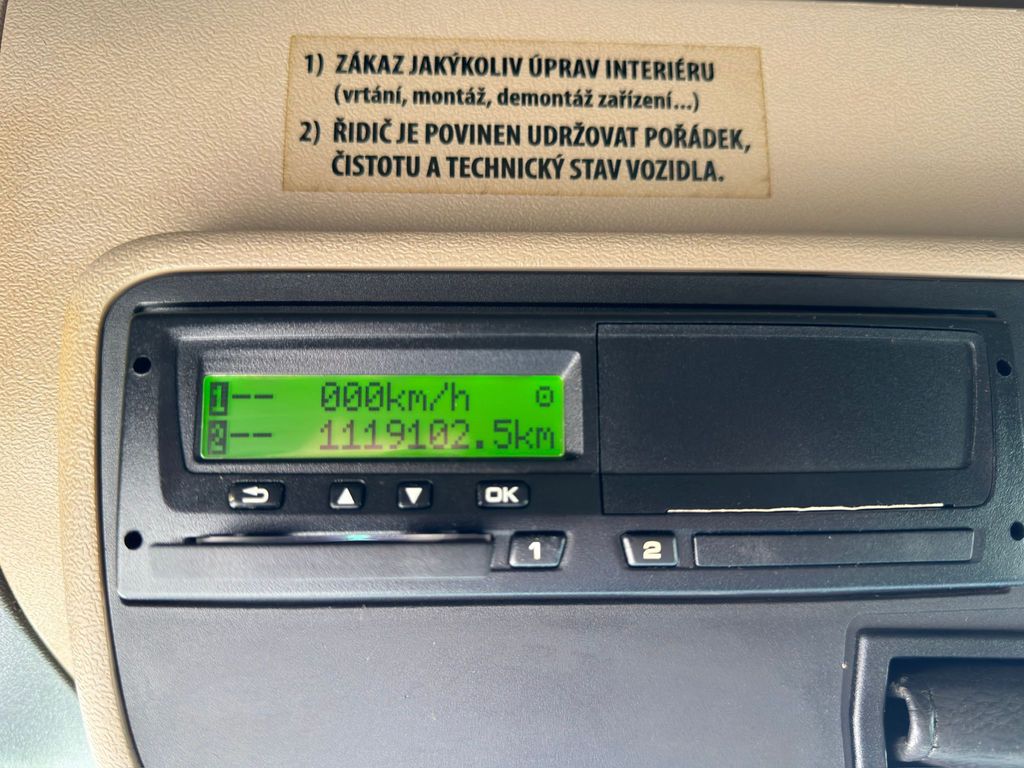 1) ZÁKAZ JAKÝKOLIV ÚPRAV INTERIÉRU
(vrtání, montáž, demontáž zařízení...)
2) ŘIDIČ JE POVINEN UDRŽOVAT POŘÁDEK,
ČISTOTU A TECHNICKÝ STAV VOZIDLA.
1-- 000km/h
2-- 1119102.5km
OK
1 2